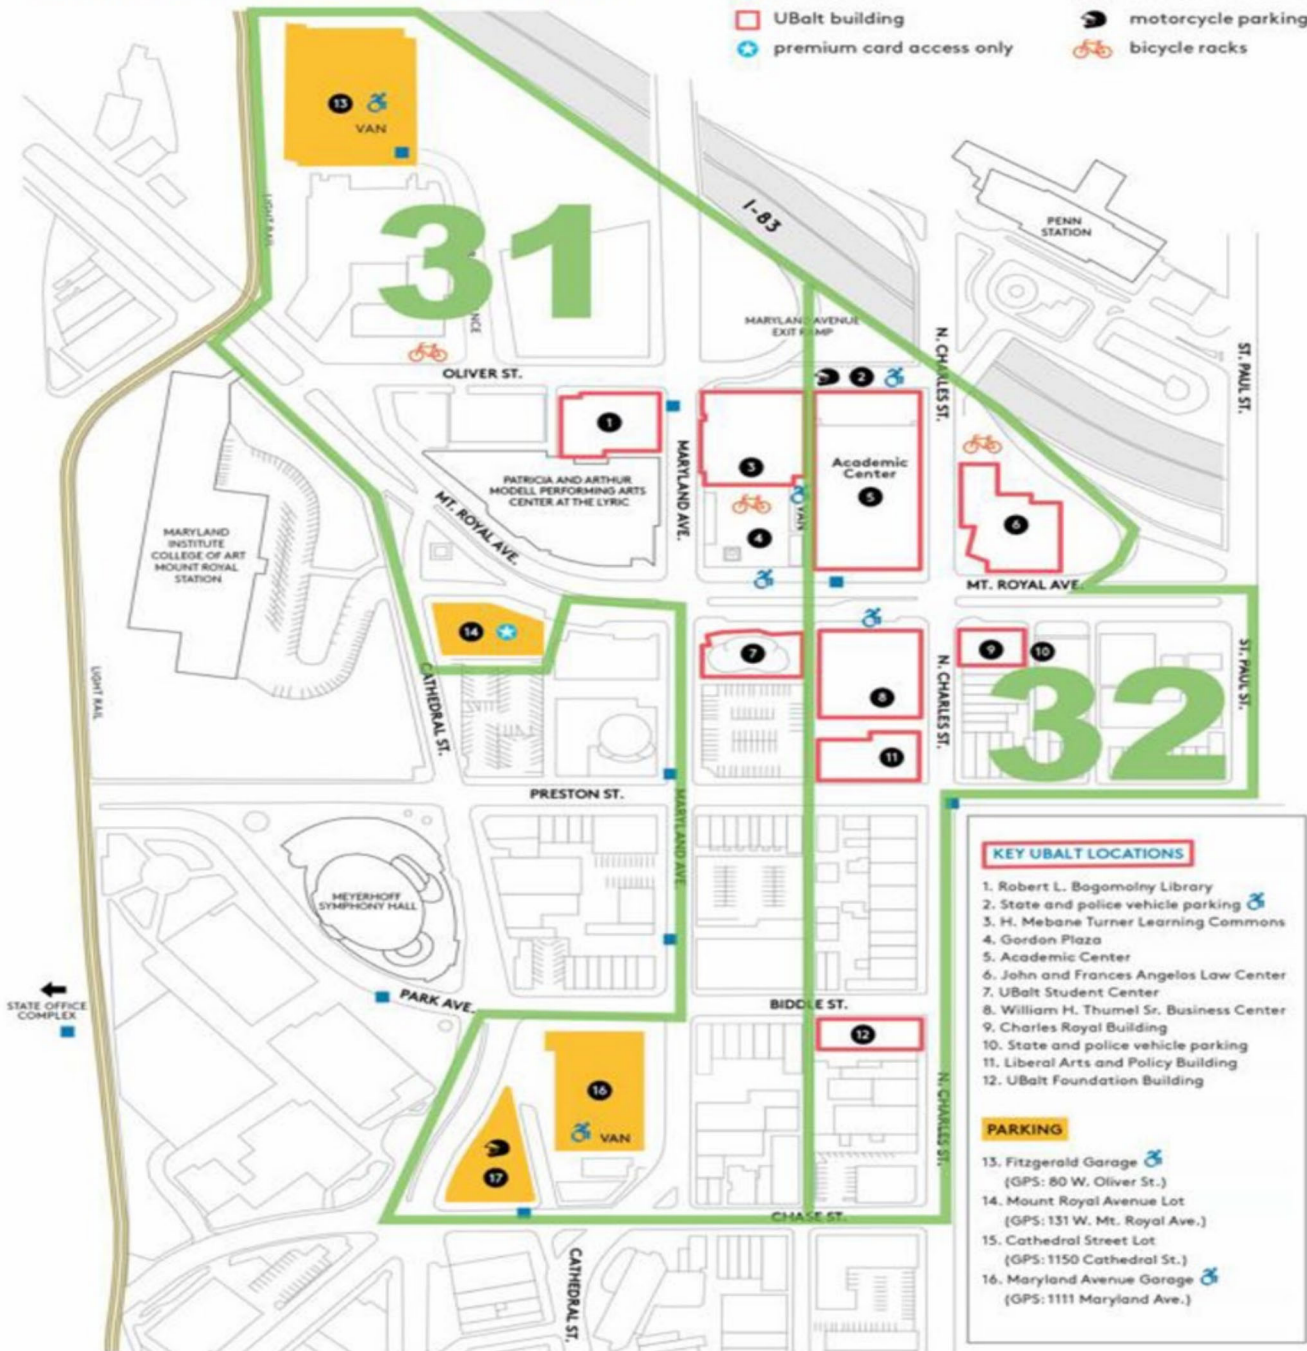 UBalt building
motorcycle parking
premium card access only
bicycle racks
13
VAN
LIGHT RAIL
31
I-83
PENN
STATION
MARYLAND AVENUE
EXIT RAMP
N. CHARLES ST.
ST. PAUL ST.
OLIVER ST.
2
1
3
Academic
Center
5
PATRICIA AND ARTHUR
MODELL PERFORMING ARTS
CENTER AT THE LYRIC
MARYLAND AVE.
VAN
4
6
MT. ROYAL AVE.
MARYLAND
INSTITUTE
COLLEGE OF ART
MOUNT ROYAL
STATION
MT. ROYAL AVE.
14
7
9
10
8
11
32
CATHEDRAL ST.
N. CHARLES ST.
ST. PAUL ST.
LIGHT RAIL
PRESTON ST.
MARYLAND AVE.
MEYERHOFF
SYMPHONY HALL
STATE OFFICE
COMPLEX
PARK AVE.
BIDDLE ST.
12
16
VAN
17
N. CHARLES ST.
CHASE ST.
CATHEDRAL ST.
KEY UBALT LOCATIONS
1. Robert L. Bogomolny Library
2. State and police vehicle parking
3. H. Mebane Turner Learning Commons
4. Gordon Plaza
5. Academic Center
6. John and Frances Angelos Law Center
7. UBalt Student Center
8. William H. Thumel Sr. Business Center
9. Charles Royal Building
10. State and police vehicle parking
11. Liberal Arts and Policy Building
12. UBalt Foundation Building
PARKING
13. Fitzgerald Garage
(GPS: 80 W. Oliver St.)
14. Mount Royal Avenue Lot
(GPS: 131 W. Mt. Royal Ave.)
15. Cathedral Street Lot
(GPS: 1150 Cathedral St.)
16. Maryland Avenue Garage
(GPS: 1111 Maryland Ave.)